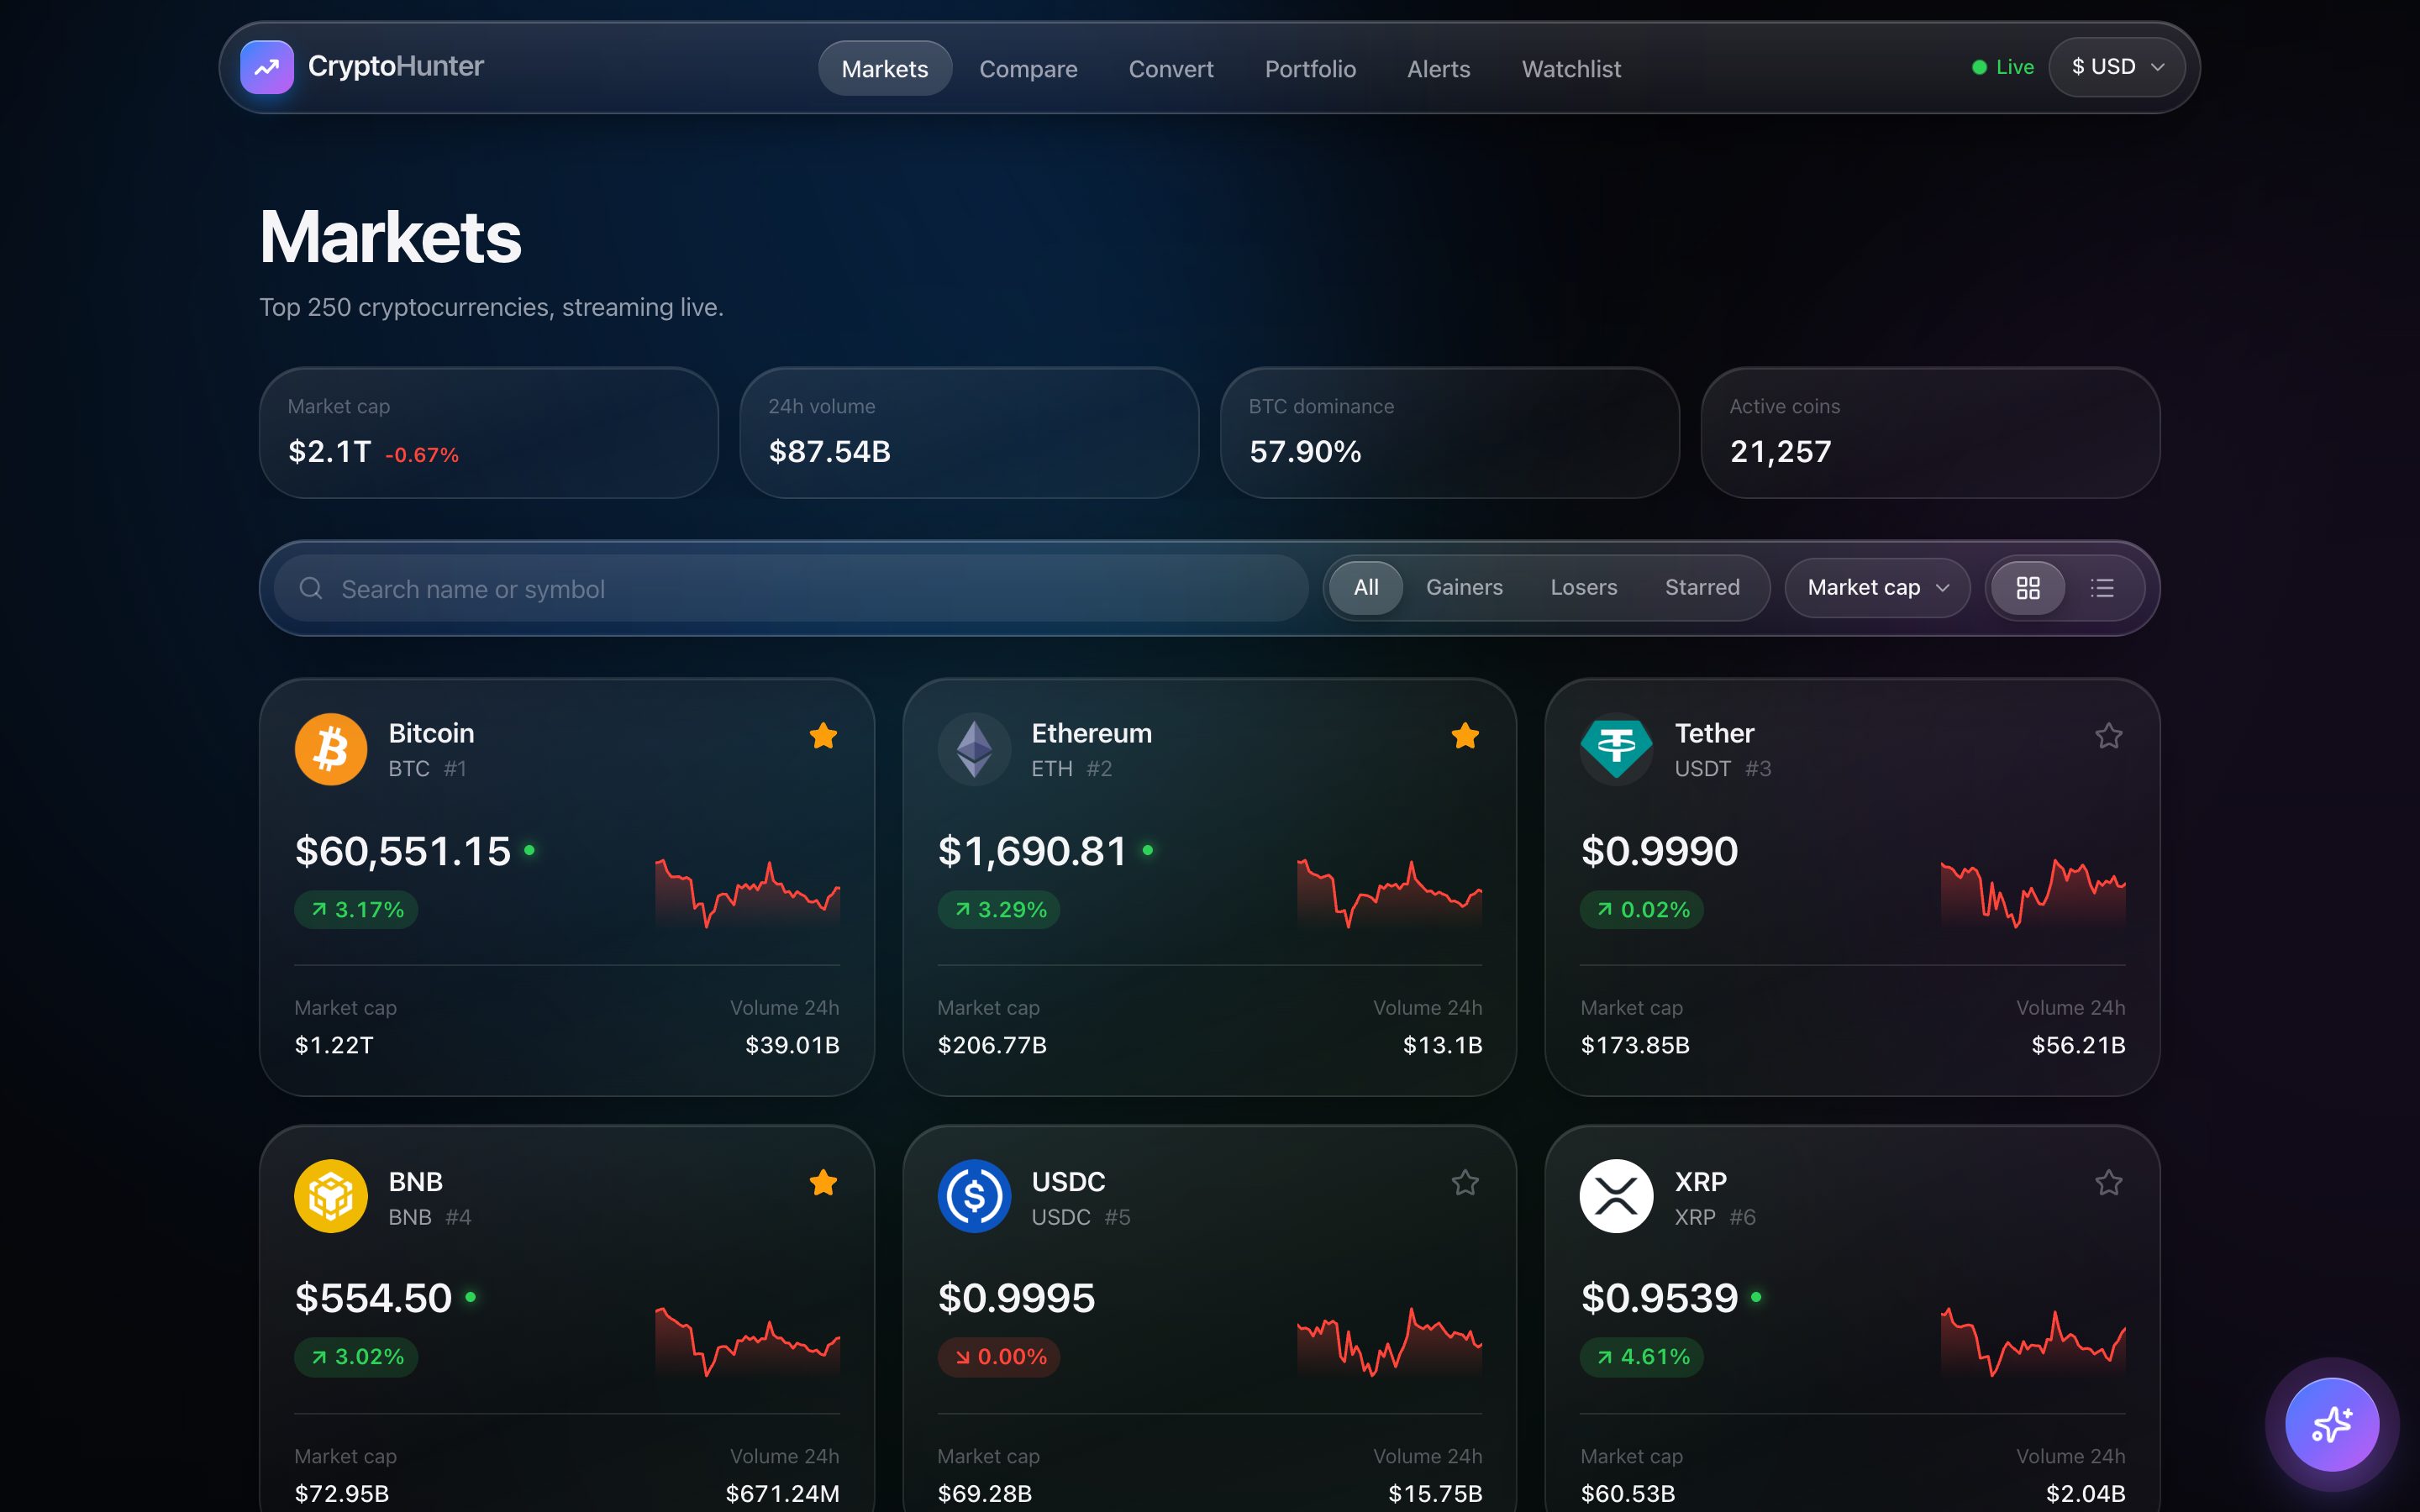 CryptoHunter
Markets Compare Convert Portfolio Alerts Watchlist
Live $ USD
Markets
Top 250 cryptocurrencies, streaming live.
Market cap
$2.1T -0.67%
24h volume
$87.54B
BTC dominance
57.90%
Active coins
21,257
Search name or symbol
All Gainers Losers Starred
Market cap
Bitcoin
BTC #1
$60,551.15
3.17%
Market cap Volume 24h
$1.22T $39.01B
Ethereum
ETH #2
$1,690.81
3.29%
Market cap Volume 24h
$206.77B $13.1B
Tether
USDT #3
$0.9990
0.02%
Market cap Volume 24h
$173.85B $56.21B
BNB
BNB #4
$554.50
3.02%
Market cap Volume 24h
$72.95B $671.24M
USDC
USDC #5
$0.9995
0.00%
Market cap Volume 24h
$69.28B $15.75B
XRP
XRP #6
$0.9539
4.61%
Market cap Volume 24h
$60.53B $2.04B